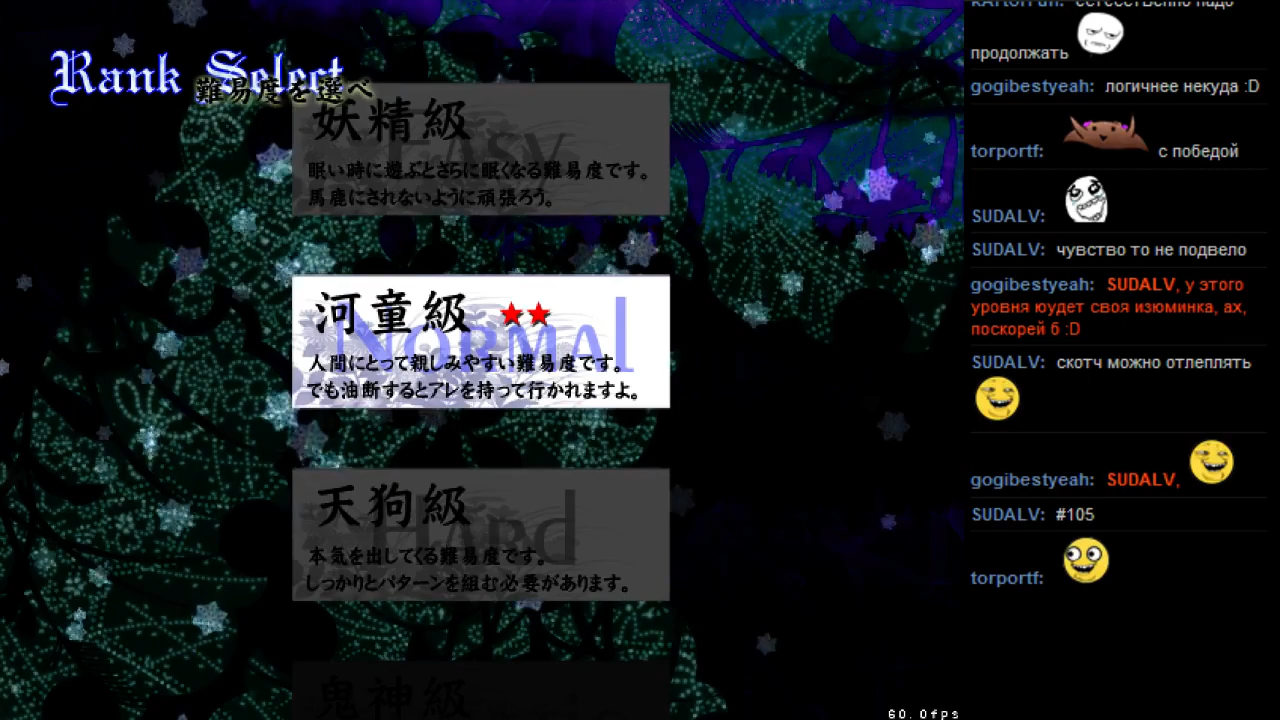 Rank Select
難易度を選べ
妖精級
EASY
眠い時に遊ぶとさらに眠くなる難易度です。
馬鹿にされないように頑張ろう。
河童級 ★★
NORMAL
人間にとって親しみやすい難易度です。
でも油断するとアレを持って行かれますよ。
天狗級
HARd
本気を出してくる難易度です。
しっかりとパターンを組む必要があります。
鬼神級
60.0fps
продолжать
gogibestyeah: логичнее некуда :D
torportf: с победой
SUDALV:
SUDALV: чувство то не подвело
gogibestyeah: SUDALV, у этого
уровня юудет своя изюминка, ах,
поскорей б :D
SUDALV: скотч можно отлеплять
gogibestyeah: SUDALV,
SUDALV: #105
torportf: